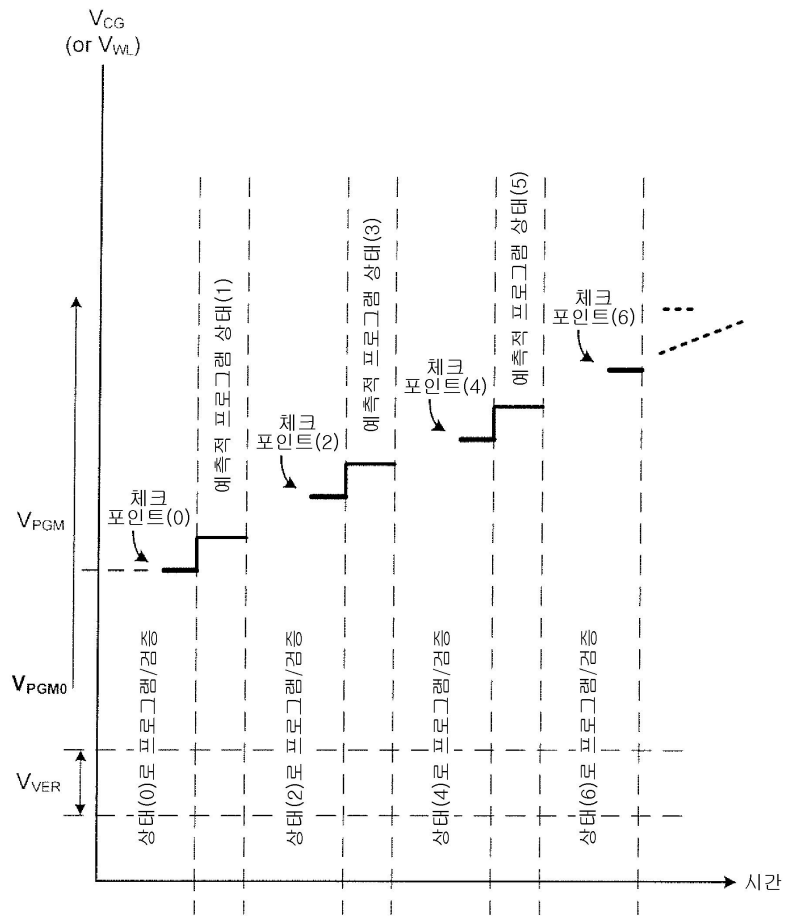 V_CG
(or V_WL)
예측적 프로그램 상태(1)
예측적 프로그램 상태(3)
예측적 프로그램 상태(5)
체크
포인트(6)
체크
포인트(4)
체크
포인트(2)
체크
포인트(0)
V_PGM
V_PGM0
V_VER
상태(0)로 프로그램/검증
상태(2)로 프로그램/검증
상태(4)로 프로그램/검증
상태(6)로 프로그램/검증
시간